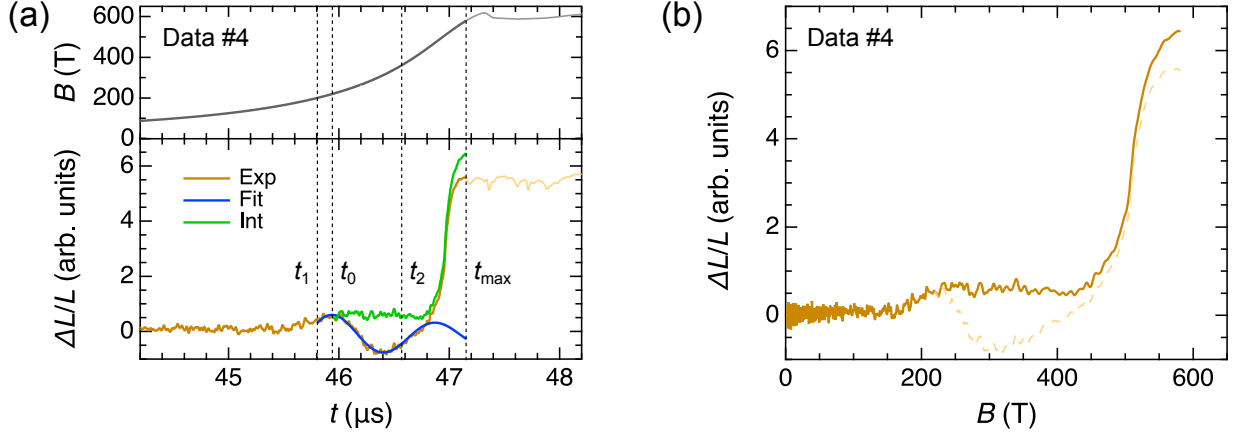 (a)
Data #4
800
600
400
200
0
B (T)
Exp
Fit
Int
t1
t0
t2
tmax
6
4
2
0
ΔL/L (arb. units)
45
46
47
48
t (μs)
(b)
Data #4
6
4
2
0
ΔL/L (arb. units)
0
200
400
600
B (T)